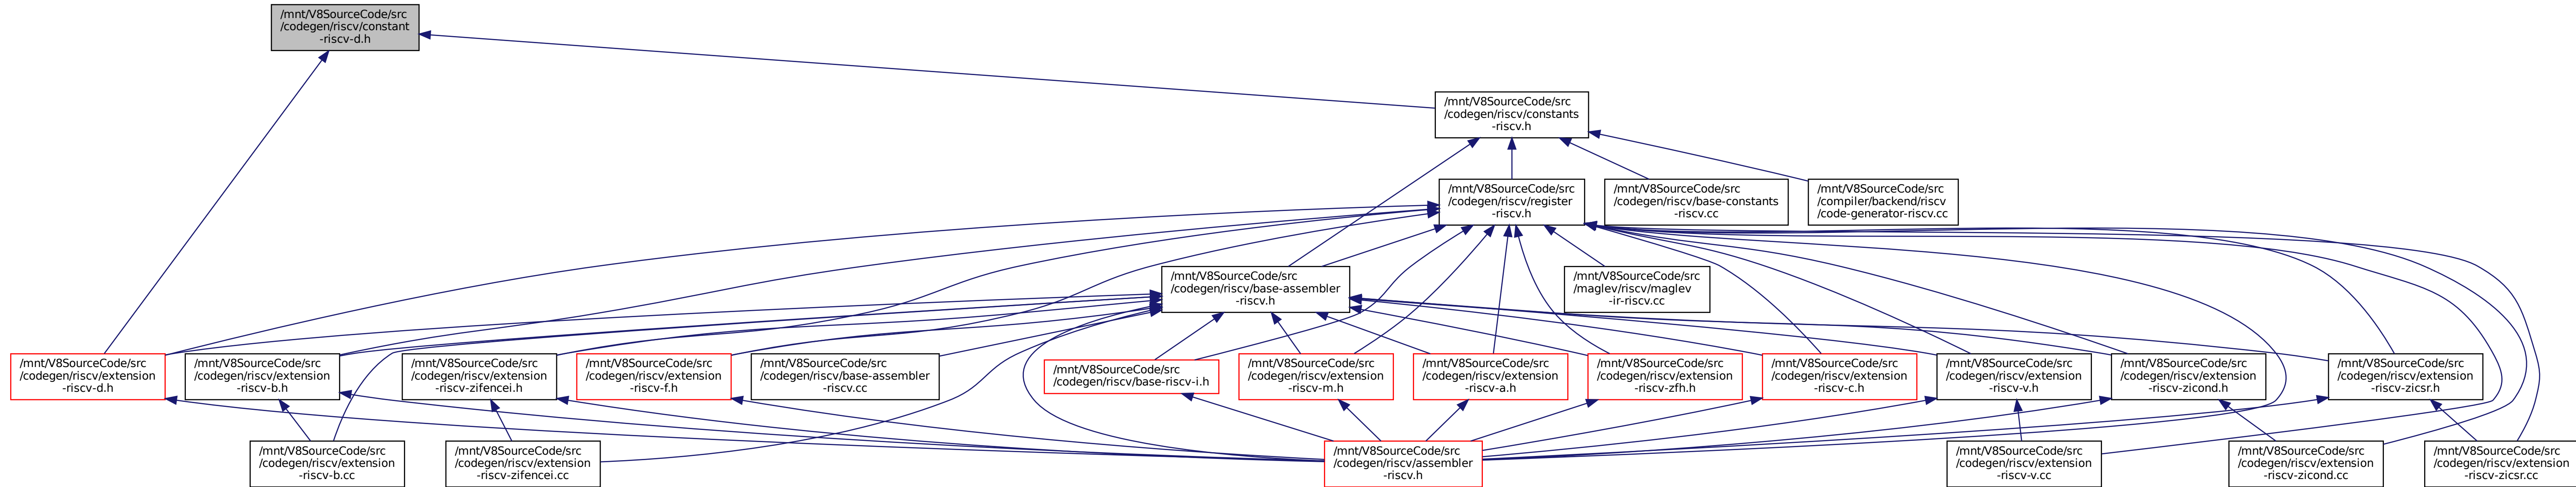 /mnt/V8SourceCode/src
/codegen/riscv/constant
-riscv-d.h
/mnt/V8SourceCode/src
/codegen/riscv/constants
-riscv.h
/mnt/V8SourceCode/src
/codegen/riscv/register
-riscv.h
/mnt/V8SourceCode/src
/codegen/riscv/base-constants
-riscv.cc
/mnt/V8SourceCode/src
/compiler/backend/riscv
/code-generator-riscv.cc
/mnt/V8SourceCode/src
/codegen/riscv/base-assembler
-riscv.h
/mnt/V8SourceCode/src
/maglev/riscv/maglev
-ir-riscv.cc
/mnt/V8SourceCode/src
/codegen/riscv/extension
-riscv-d.h
/mnt/V8SourceCode/src
/codegen/riscv/extension
-riscv-b.h
/mnt/V8SourceCode/src
/codegen/riscv/extension
-riscv-zifencei.h
/mnt/V8SourceCode/src
/codegen/riscv/extension
-riscv-f.h
/mnt/V8SourceCode/src
/codegen/riscv/base-assembler
-riscv.cc
/mnt/V8SourceCode/src
/codegen/riscv/base-riscv-i.h
/mnt/V8SourceCode/src
/codegen/riscv/extension
-riscv-m.h
/mnt/V8SourceCode/src
/codegen/riscv/extension
-riscv-a.h
/mnt/V8SourceCode/src
/codegen/riscv/extension
-riscv-zfh.h
/mnt/V8SourceCode/src
/codegen/riscv/extension
-riscv-c.h
/mnt/V8SourceCode/src
/codegen/riscv/extension
-riscv-v.h
/mnt/V8SourceCode/src
/codegen/riscv/extension
-riscv-zicond.h
/mnt/V8SourceCode/src
/codegen/riscv/extension
-riscv-zicsr.h
/mnt/V8SourceCode/src
/codegen/riscv/extension
-riscv-b.cc
/mnt/V8SourceCode/src
/codegen/riscv/extension
-riscv-zifencei.cc
/mnt/V8SourceCode/src
/codegen/riscv/assembler
-riscv.h
/mnt/V8SourceCode/src
/codegen/riscv/extension
-riscv-v.cc
/mnt/V8SourceCode/src
/codegen/riscv/extension
-riscv-zicond.cc
/mnt/V8SourceCode/src
/codegen/riscv/extension
-riscv-zicsr.cc